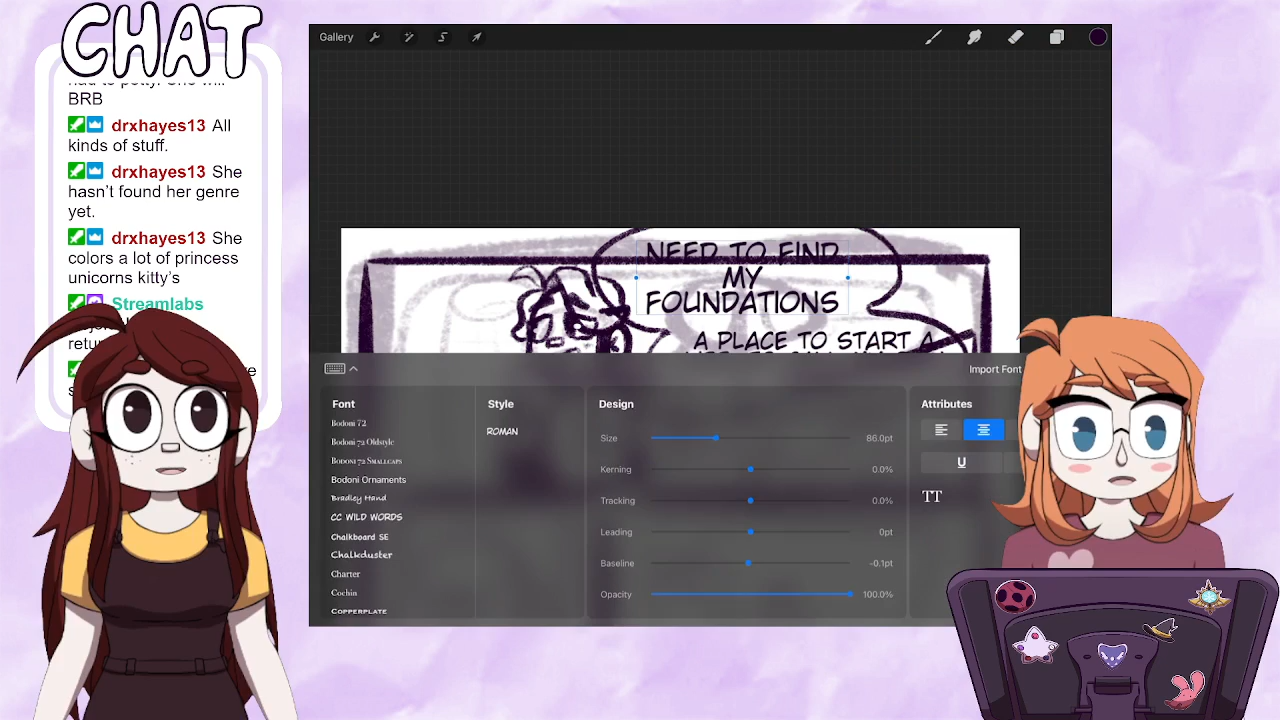 CHAT
BRB
drxhayes13 All
kinds of stuff.
drxhayes13 She
hasn't found her genre
yet.
drxhayes13 She
colors a lot of princess
unicorns kitty's
Streamlabs
Gallery
NEED TO FIND
MY
FOUNDATIONS
A PLACE TO START A
Import Font
Font
Bodoni 72
Bodoni 72 Oldstyle
Bodoni 72 Smallcaps
Bodoni Ornaments
Bradley Hand
CC WILD WORDS
Chalkboard SE
Chalkduster
Charter
Cochin
Copperplate
Style
ROMAN
Design
Size 86.0pt
Kerning 0.0%
Tracking 0.0%
Leading 0pt
Baseline -0.1pt
Opacity 100.0%
Attributes
U
TT